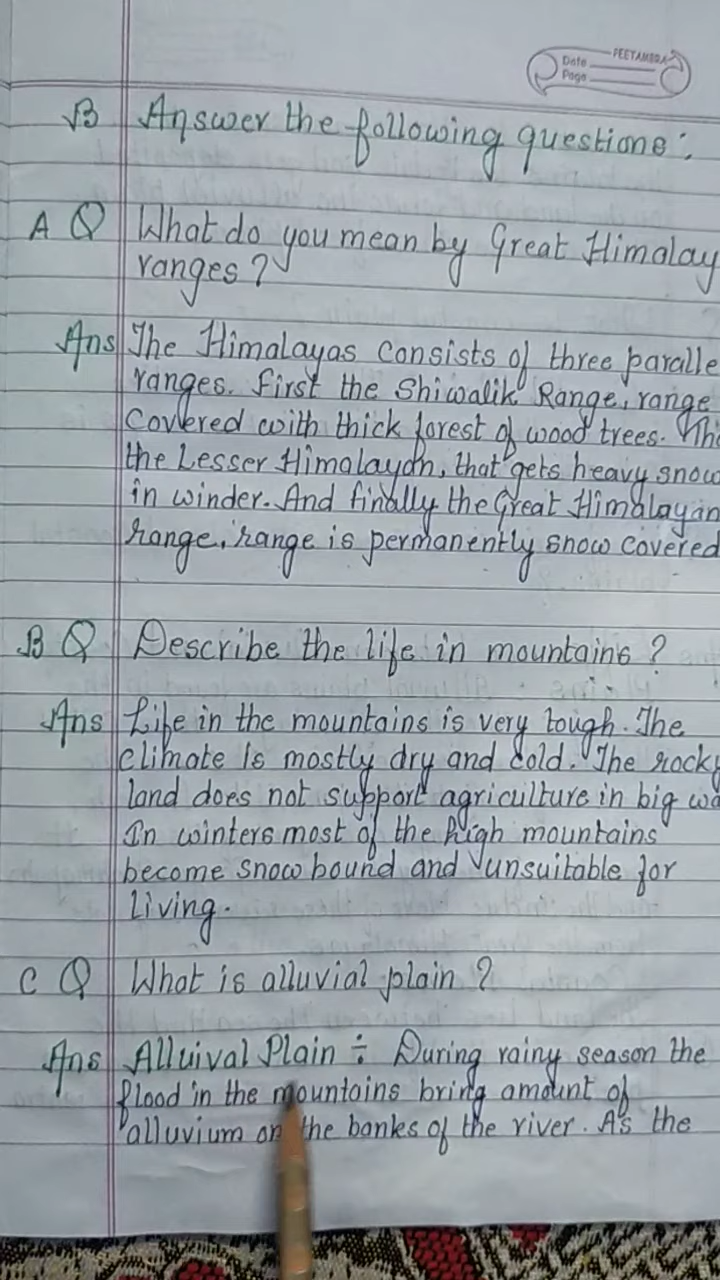 PEETAMBRA
Date
Page
B Answer the following questions:
A Q What do you mean by Great Himalay
ranges?
Ans The Himalayas consists of three paralle
ranges. first the Shiwalik Range, range
Covered with thick forest of wood trees. The
the Lesser Himalayan, that gets heavy snow
in winder. And finally the Great Himalayan
range, range is permanently snow covered
B Q Describe the life in mountains?
Ans Life in the mountains is very tough. The
climate is mostly dry and cold. The rocky
land does not support agriculture in big wa
In winters most of the high mountains
become snow bound and unsuitable for
living.
C Q What is alluvial plain?
Ans Alluival Plain ÷ During rainy season the
flood in the mountains bring amount of
alluvium on the banks of the river. As the